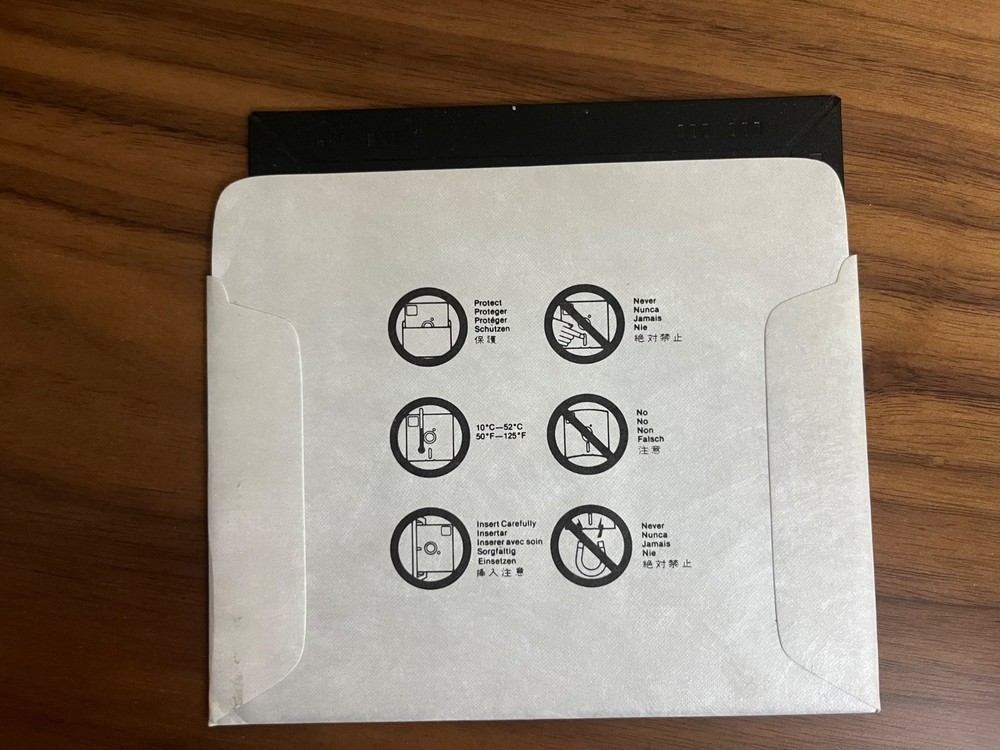 Protect
Proteger
Protéger
Schützen
保護
Never
Nunca
Jamais
Nie
絶対禁止
10°C—52°C
50°F—125°F
No
No
Non
Falsch
注意
Insert Carefully
Insertar
Inserer avec soin
Sorgfältig
Einsetzen
挿入注意
Never
Nunca
Jamais
Nie
絶対禁止